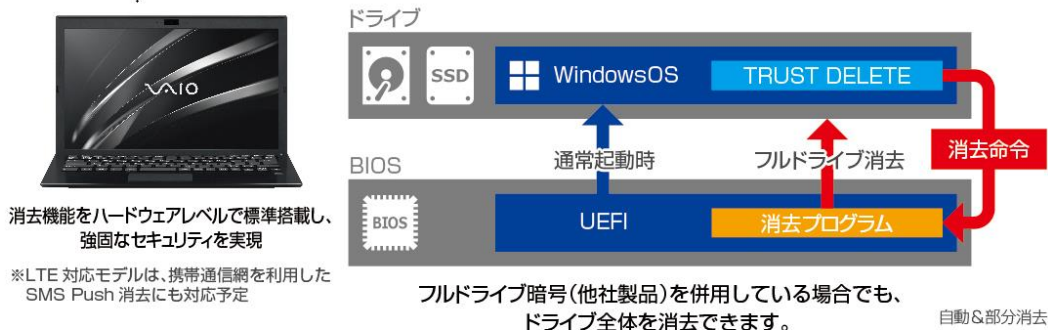 VAIO
消去機能をハードウェアレベルで標準搭載し、
強固なセキュリティを実現
※LTE 対応モデルは、携帯通信網を利用した
SMS Push 消去にも対応予定
ドライブ
SSD
WindowsOS
TRUST DELETE
通常起動時
フルドライブ消去
消去命令
BIOS
BIOS
UEFI
消去プログラム
フルドライブ暗号(他社製品)を併用している場合でも、
ドライブ全体を消去できます。
自動&部分消去